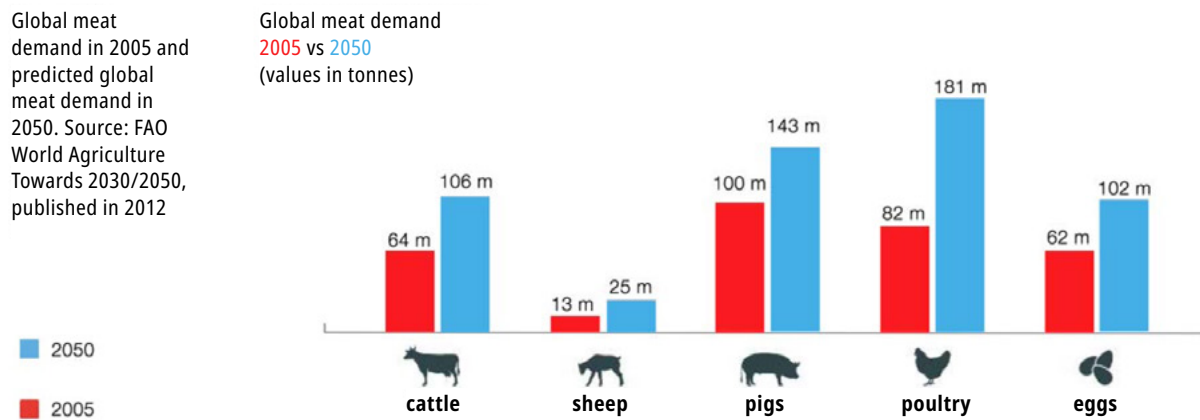 Global meat
demand in 2005 and
predicted global
meat demand in
2050. Source: FAO
World Agriculture
Towards 2030/2050,
published in 2012
Global meat demand
2005 vs 2050
(values in tonnes)
64 m
106 m
13 m
25 m
100 m
143 m
82 m
181 m
62 m
102 m
cattle
sheep
pigs
poultry
eggs
2050
2005